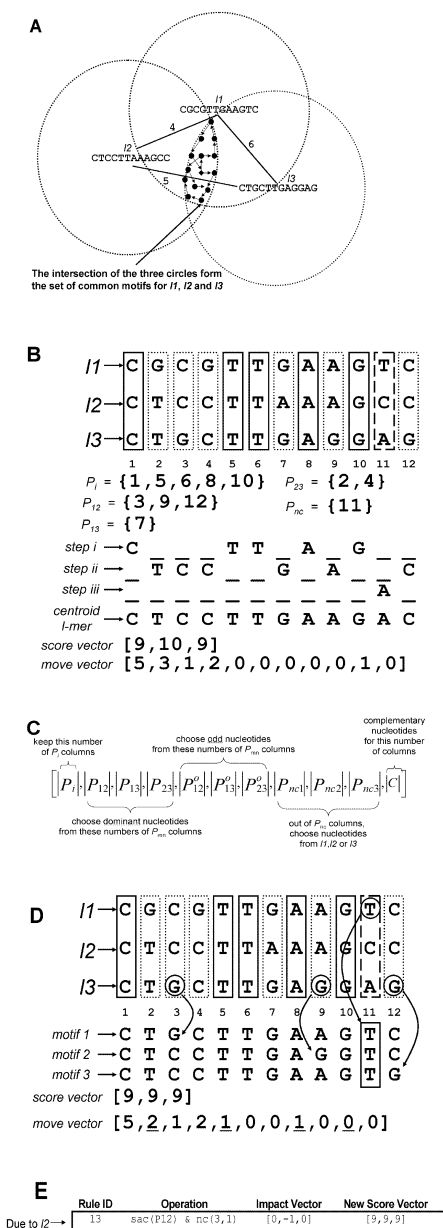 A
l1
CGCGTTGAAGTC
4
l2
6
CTCCTTAAAGCC
l3
5
CTGCTTGAGGAG
The intersection of the three circles form
the set of common motifs for l1, l2 and l3
B
l1 C G C G T T G A A G T C
l2 C T C C T T A A A G C C
l3 C T G C T T G A G G A G
1 2 3 4 5 6 7 8 9 10 11 12
Pi = {1,5,6,8,10} P23 = {2,4}
P12 = {3,9,12} Pnc = {11}
P13 = {7}
step i C T T A G
step ii T C C G A C
step iii A
centroid
l-mer C T C C T T G A A G A C
score vector [9,10,9]
move vector [5,3,1,2,0,0,0,0,0,1,0]
C
complementary
nucleotides
for this number
of columns
keep this number
of Pi columns
choose odd nucleotides
from these numbers of Pmn columns
[|Pi|,|P12|,|P13|,|P23|,|P°12|,|P°13|,|P°23|,|Pnc1|,|Pnc2|,|Pnc3|,|C|]
choose dominant nucleotides
from these numbers of Pmn columns
out of Pnc columns,
choose nucleotides
from l1,l2 or l3
D
l1 C G C G T T G A A G T C
l2 C T C C T T A A A G C C
l3 C T G C T T G A G G A G
1 2 3 4 5 6 7 8 9 10 11 12
motif 1 C T G C T T G A A G T C
motif 2 C T C C T T G A G G T C
motif 3 C T C C T T G A A G T G
score vector [9,9,9]
move vector [5,2,1,2,1,0,0,1,0,0,0]
E
Rule ID Operation Impact Vector New Score Vector
Due to l2 13 sac(P12) & nc(3,1) [0,-1,0] [9,9,9]